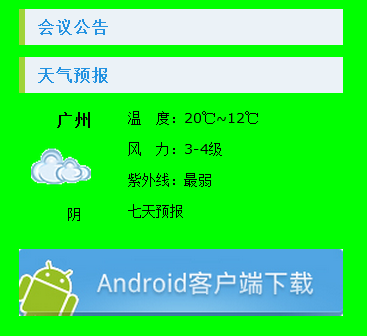 会议公告
天气预报
广州
温 度：20℃~12℃
风 力：3-4级
紫外线：最弱
阴
七天预报
Android客户端下载